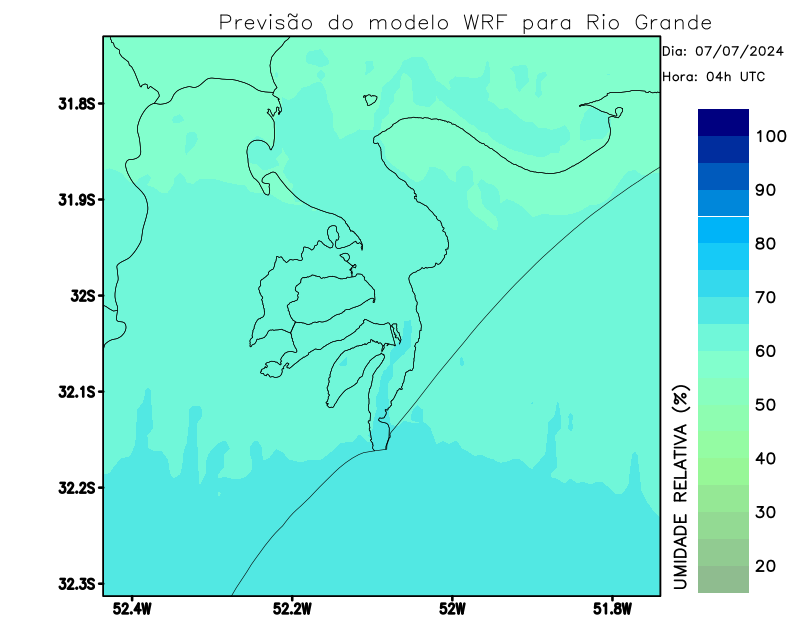 Previsão do modelo WRF para Rio Grande
Dia: 07/07/2024
Hora: 04h UTC
31.8S
31.9S
32S
32.1S
32.2S
32.3S
52.4W
52.2W
52W
51.8W
100
90
80
70
60
50
40
30
20
UMIDADE RELATIVA (%)